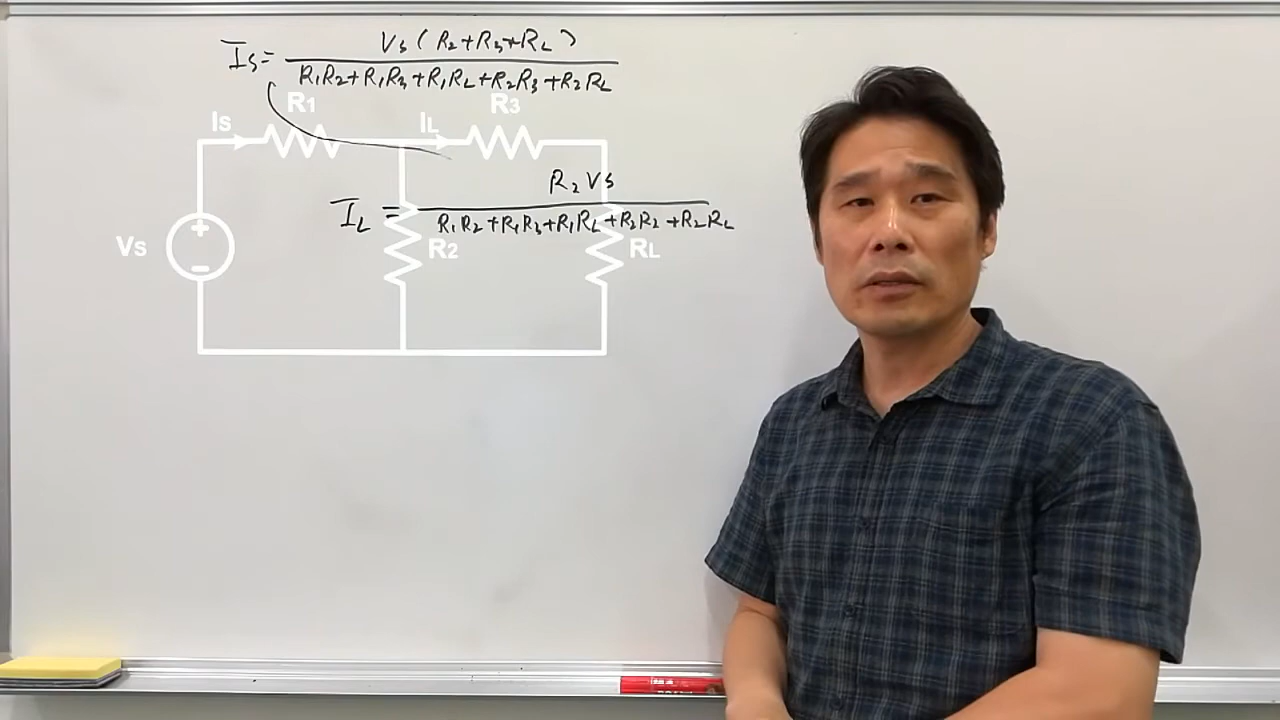 Is = Vs (R2+R3+RL)
R1R2+R1R3+R1RL+R2R3+R2RL
R1
R3
Is
IL
R2 Vs
IL =
R1R2+R1R3+R1RL+R2R2+R2RL
Vs
R2
RL